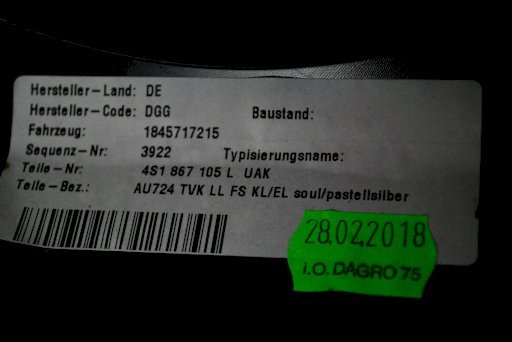 Hersteller-Land: DE
Hersteller-Code: DGG Baustand:
Fahrzeug: 1845717215
Sequenz-Nr: 3922 Typisierungsname:
Teile-Nr: 4S1 867 105 L UAK
Teile-Bez.: AU724 TVK LL FS KL/EL soul/pastellsilber
28.02.2018
i.O. DAGRO 75